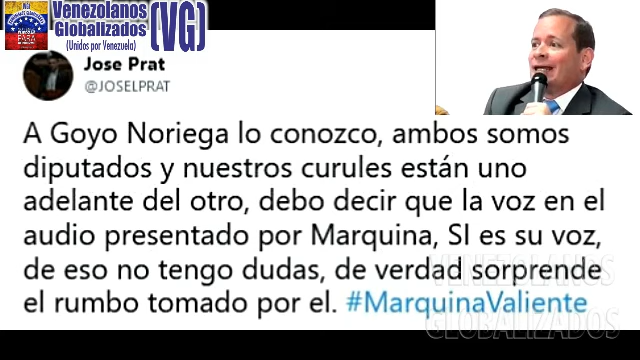 Venezolanos
Globalizados
(Unidos por Venezuela)
(VG)
Jose Prat
@JOSELPRAT
A Goyo Noriega lo conozco, ambos somos
diputados y nuestros curules están uno
adelante del otro, debo decir que la voz en el
audio presentado por Marquina, SI es su voz,
de eso no tengo dudas, de verdad sorprende
el rumbo tomado por el. #MarquinaValiente
VENEZOLANOS
GLOBALIZADOS